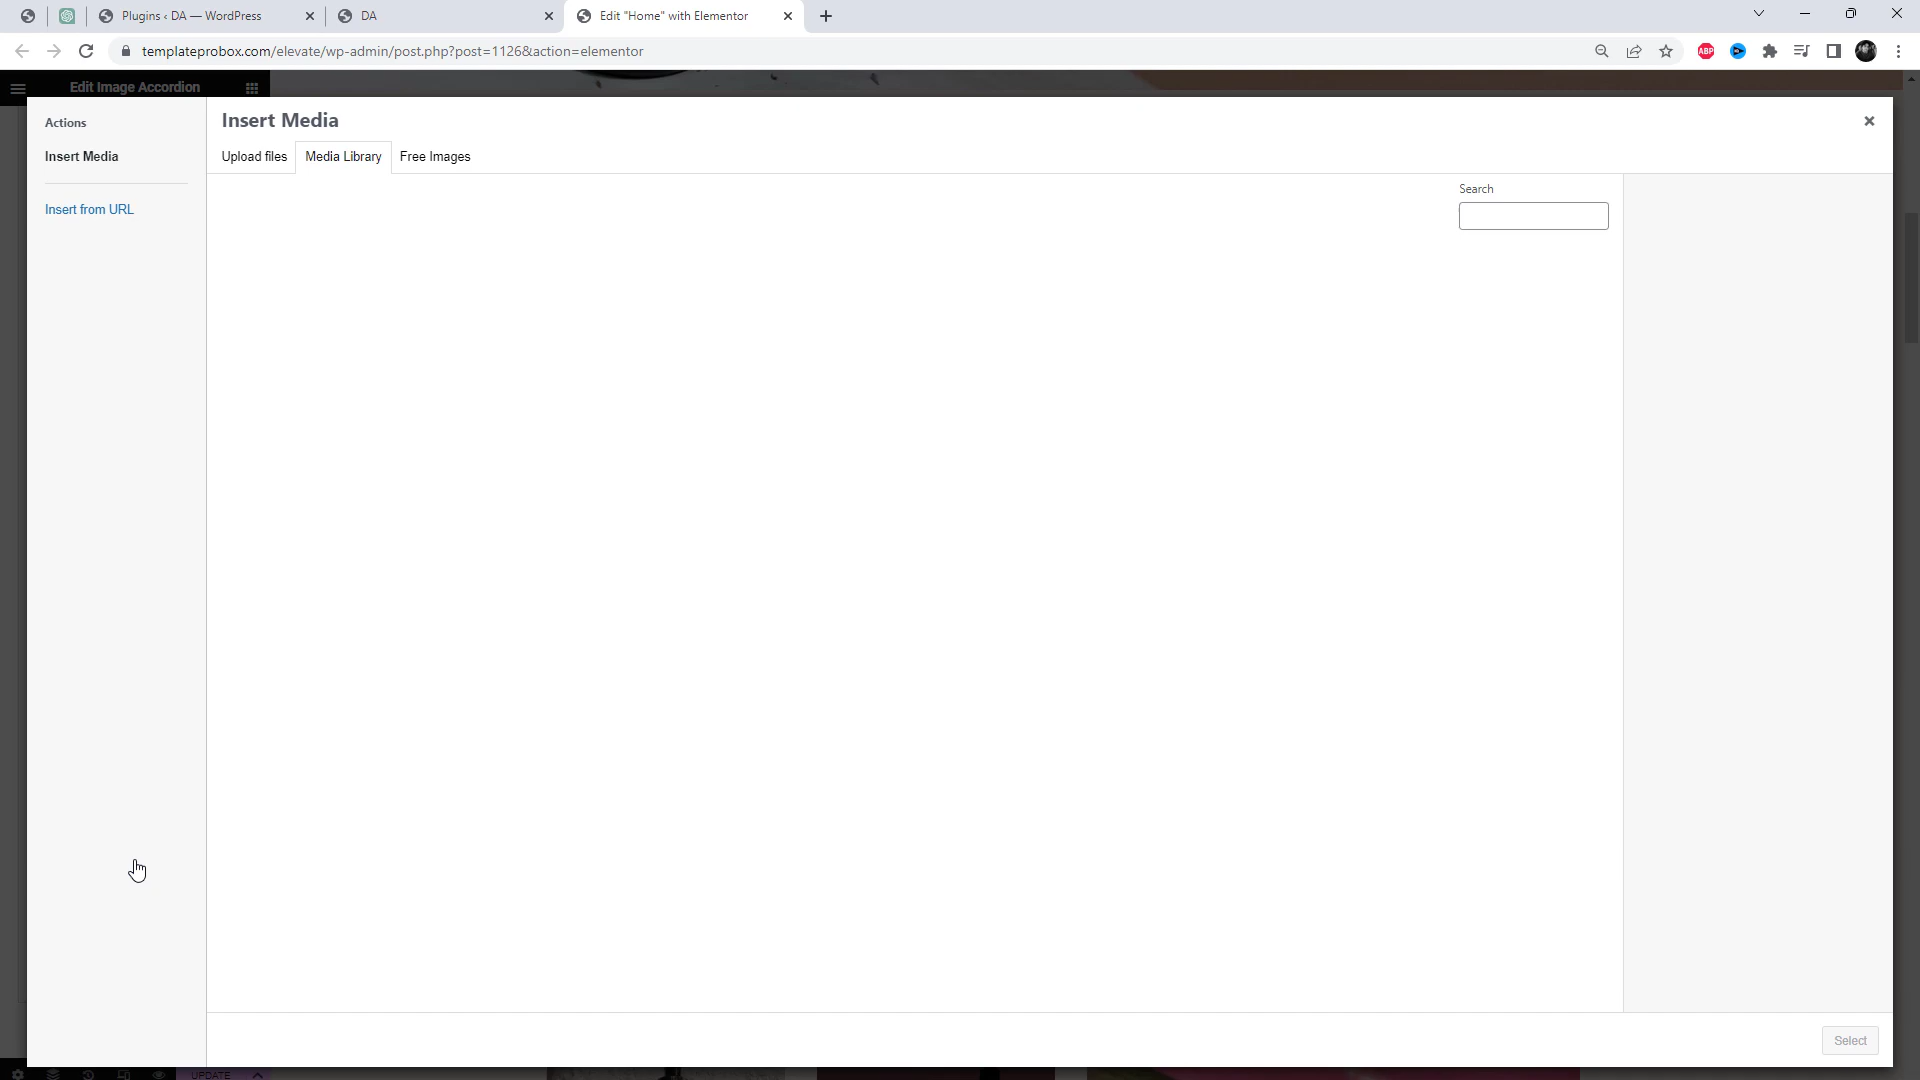 Plugins ‹ DA — WordPress
DA
Edit "Home" with Elementor
templateprobox.com/elevate/wp-admin/post.php?post=1126&action=elementor
ABP
Edit Image Accordion
Actions
Insert Media
Insert from URL
Insert Media
Upload files
Media Library
Free Images
Search
Select
UPDATE